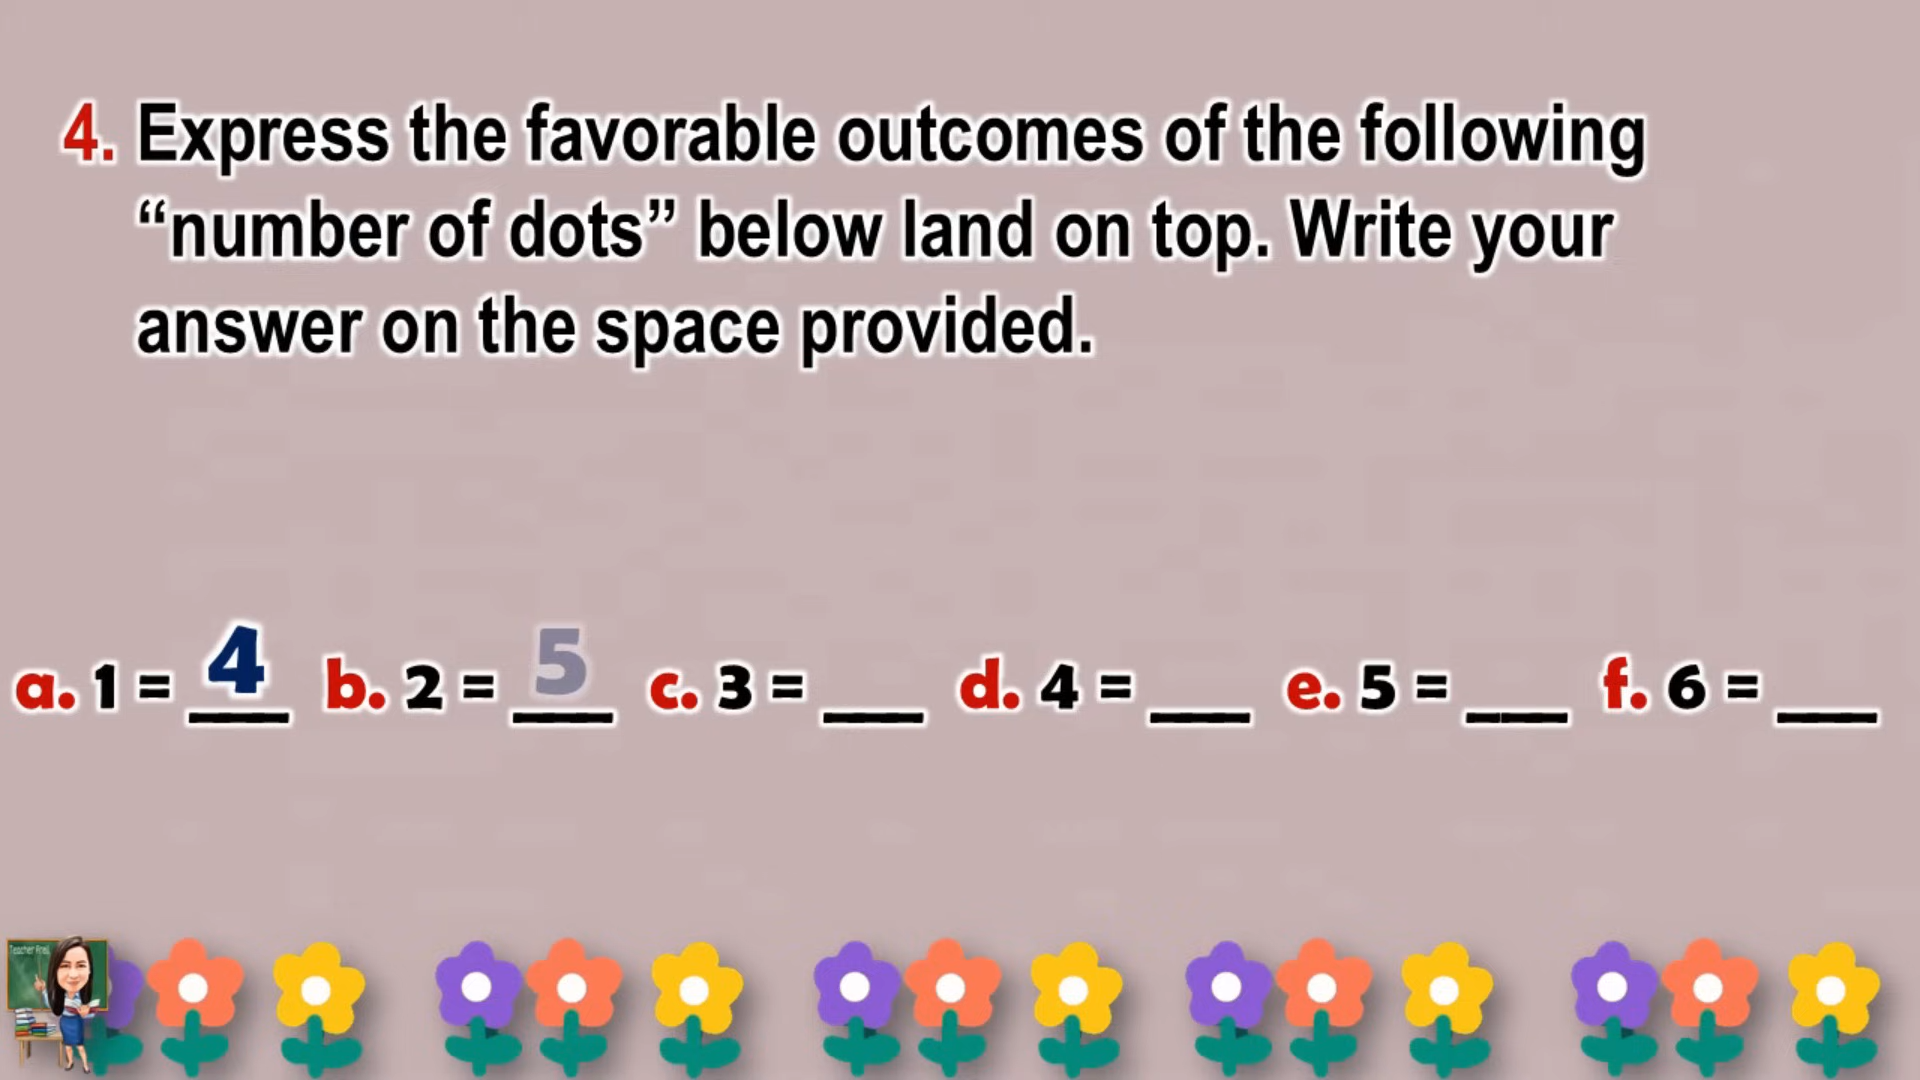 4. Express the favorable outcomes of the following
“number of dots” below land on top. Write your
answer on the space provided.
a. 1 = 4 b. 2 = 5 c. 3 = ___ d. 4 = ___ e. 5 = ___ f. 6 = ___